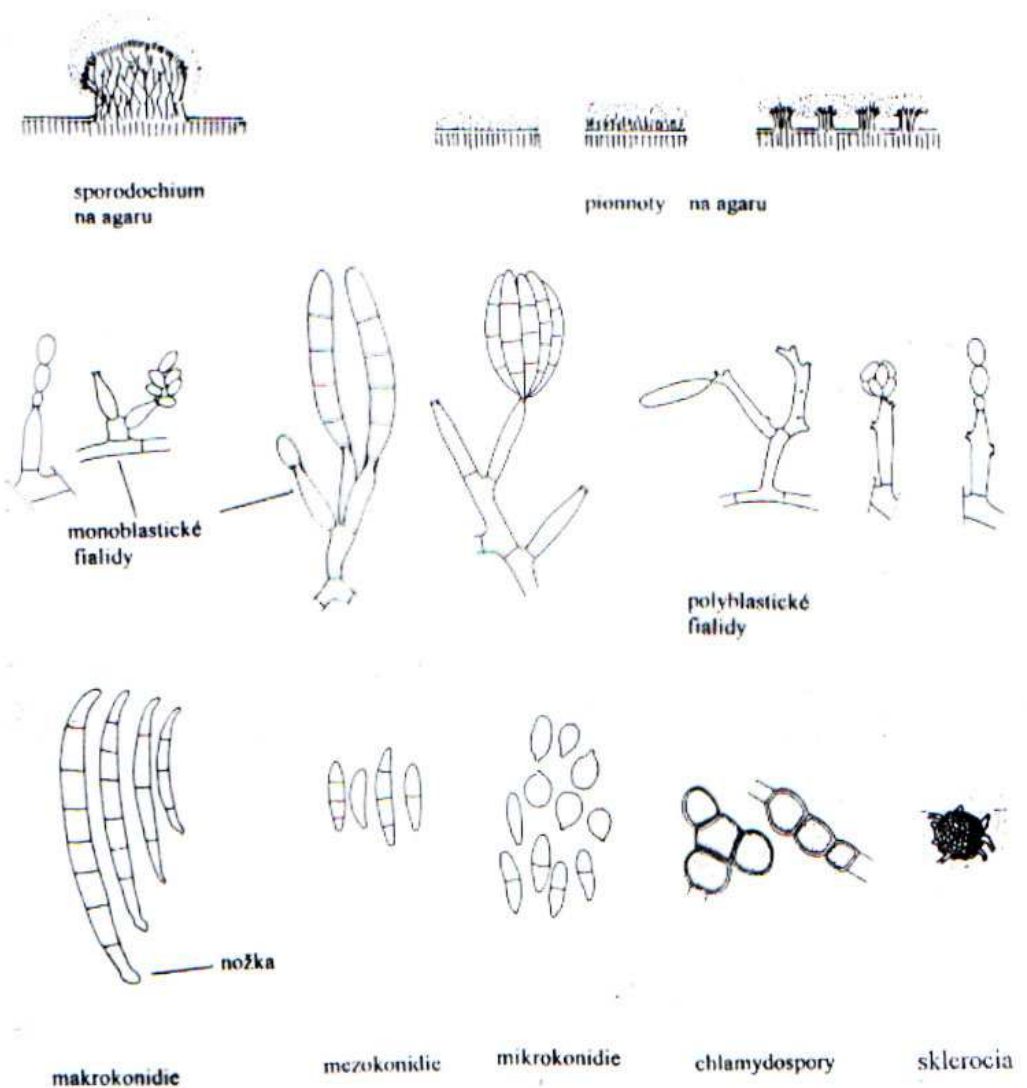 sporodochium
na agaru
pionnoty na agaru
monoblastické
fialidy
polyblastické
fialidy
nožka
makrokonidie
mezokonidie
mikrokonidie
chlamydospory
sklerocia